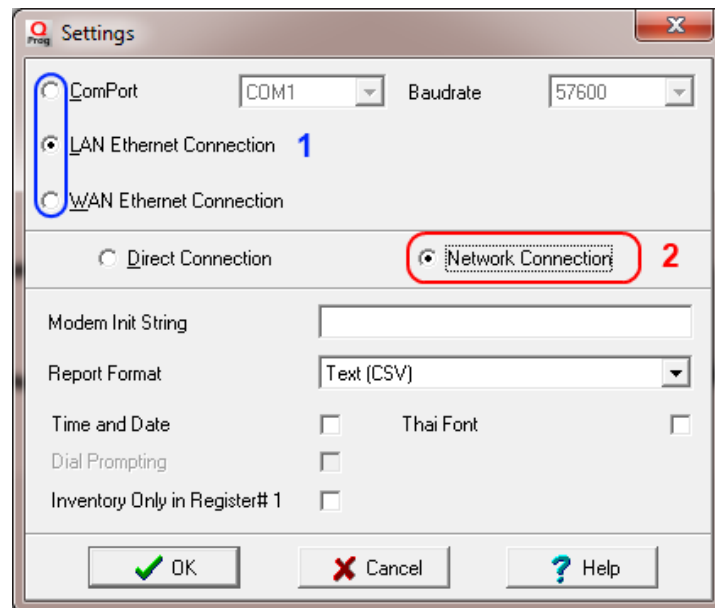 Q
Prog
Settings
X
ComPort COM1 Baudrate 57600
LAN Ethernet Connection 1
WAN Ethernet Connection
Direct Connection Network Connection 2
Modem Init String
Report Format Text (CSV)
Time and Date Thai Font
Dial Prompting
Inventory Only in Register# 1
OK Cancel ? Help